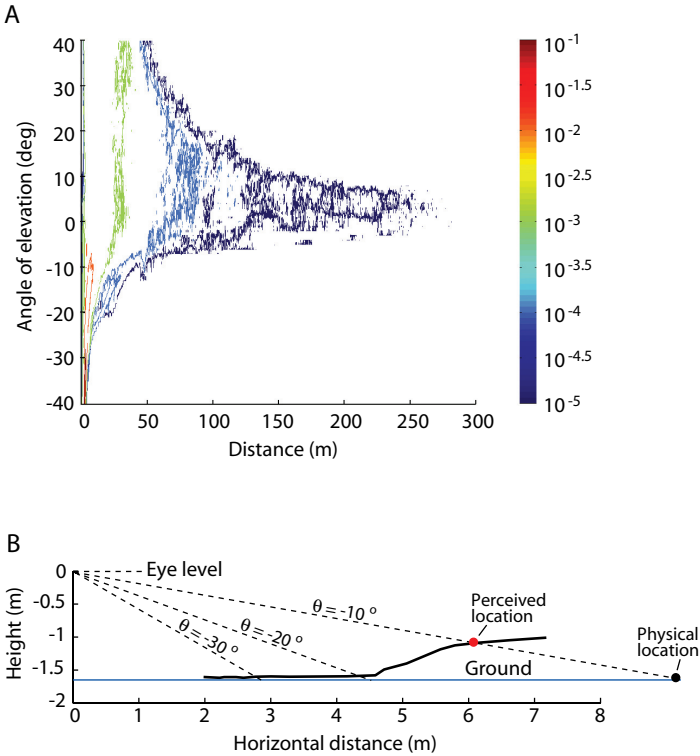 A
40
30
20
10
0
-10
-20
-30
-40
Angle of elevation (deg)
0
50
100
150
200
250
300
Distance (m)
10-1
10-1.5
10-2
10-2.5
10-3
10-3.5
10-4
10-4.5
10-5
B
0
-0.5
-1
-1.5
-2
Height (m)
Eye level
θ = -10 º
θ = -20 º
θ = -30 º
Perceived
location
Physical
location
Ground
0
1
2
3
4
5
6
7
8
Horizontal distance (m)